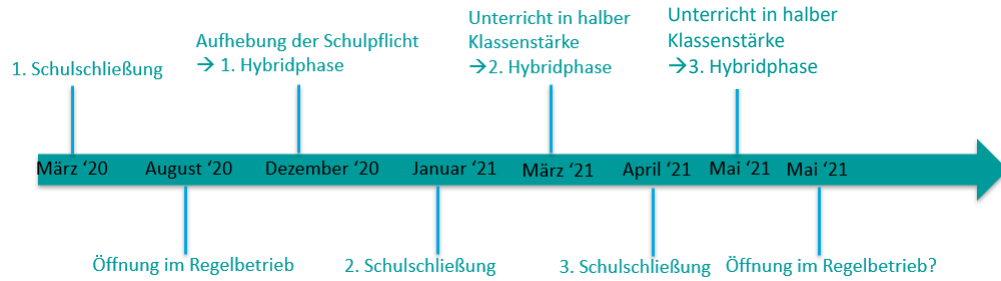 Unterricht in halber
Klassenstärke
→2. Hybridphase
Unterricht in halber
Klassenstärke
→3. Hybridphase
Aufhebung der Schulpflicht
→ 1. Hybridphase
1. Schulschließung
März ‘20
August ‘20
Dezember ‘20
Januar ‘21
März ‘21
April ‘21
Mai ‘21
Mai ‘21
Öffnung im Regelbetrieb
2. Schulschließung
3. Schulschließung
Öffnung im Regelbetrieb?